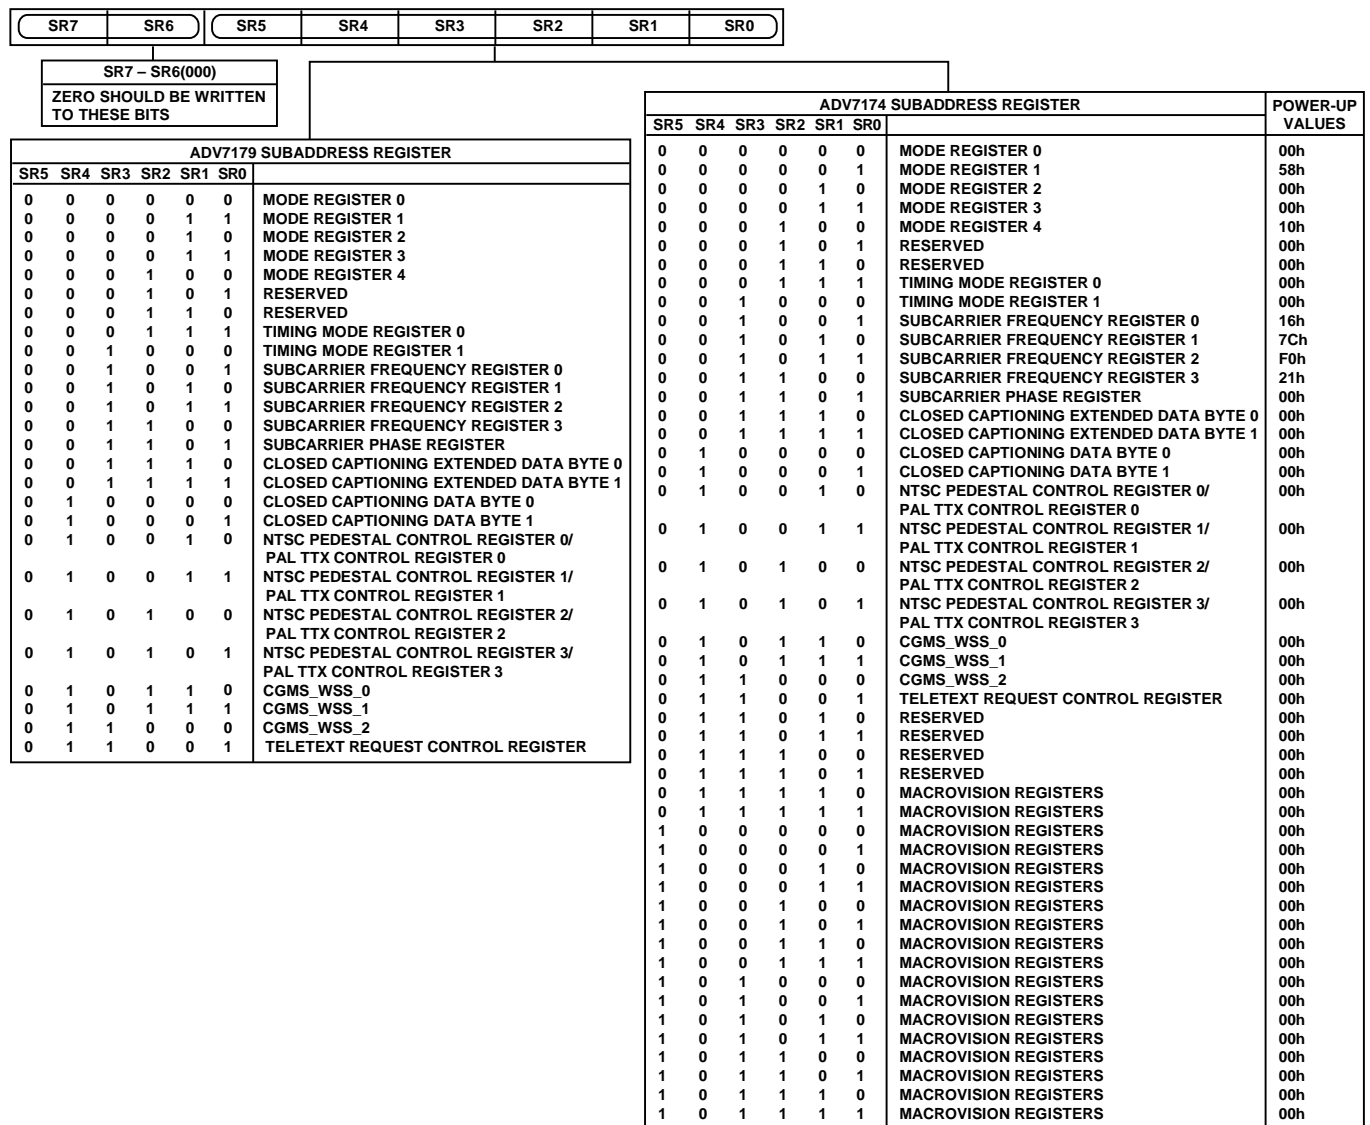 SR7 SR6 SR5 SR4 SR3 SR2 SR1 SR0
SR7 – SR6(000)
ZERO SHOULD BE WRITTEN
TO THESE BITS
ADV7179 SUBADDRESS REGISTER
SR5 SR4 SR3 SR2 SR1 SR0
0 0 0 0 0 0 MODE REGISTER 0
0 0 0 0 1 1 MODE REGISTER 1
0 0 0 0 1 0 MODE REGISTER 2
0 0 0 0 1 1 MODE REGISTER 3
0 0 0 1 0 0 MODE REGISTER 4
0 0 0 1 0 1 RESERVED
0 0 0 1 1 0 RESERVED
0 0 0 1 1 1 TIMING MODE REGISTER 0
0 0 1 0 0 0 TIMING MODE REGISTER 1
0 0 1 0 0 1 SUBCARRIER FREQUENCY REGISTER 0
0 0 1 0 1 0 SUBCARRIER FREQUENCY REGISTER 1
0 0 1 0 1 1 SUBCARRIER FREQUENCY REGISTER 2
0 0 1 1 0 0 SUBCARRIER FREQUENCY REGISTER 3
0 0 1 1 0 1 SUBCARRIER PHASE REGISTER
0 0 1 1 1 0 CLOSED CAPTIONING EXTENDED DATA BYTE 0
0 0 1 1 1 1 CLOSED CAPTIONING EXTENDED DATA BYTE 1
0 1 0 0 0 0 CLOSED CAPTIONING DATA BYTE 0
0 1 0 0 0 1 CLOSED CAPTIONING DATA BYTE 1
0 1 0 0 1 0 NTSC PEDESTAL CONTROL REGISTER 0/
PAL TTX CONTROL REGISTER 0
0 1 0 0 1 1 NTSC PEDESTAL CONTROL REGISTER 1/
PAL TTX CONTROL REGISTER 1
0 1 0 1 0 0 NTSC PEDESTAL CONTROL REGISTER 2/
PAL TTX CONTROL REGISTER 2
0 1 0 1 0 1 NTSC PEDESTAL CONTROL REGISTER 3/
PAL TTX CONTROL REGISTER 3
0 1 0 1 1 0 CGMS_WSS_0
0 1 0 1 1 1 CGMS_WSS_1
0 1 1 0 0 0 CGMS_WSS_2
0 1 1 0 0 1 TELETEXT REQUEST CONTROL REGISTER
ADV7174 SUBADDRESS REGISTER POWER-UP
SR5 SR4 SR3 SR2 SR1 SR0 VALUES
0 0 0 0 0 0 MODE REGISTER 0 00h
0 0 0 0 0 1 MODE REGISTER 1 58h
0 0 0 0 1 0 MODE REGISTER 2 00h
0 0 0 0 1 1 MODE REGISTER 3 00h
0 0 0 1 0 0 MODE REGISTER 4 10h
0 0 0 1 0 1 RESERVED 00h
0 0 0 1 1 0 RESERVED 00h
0 0 0 1 1 1 TIMING MODE REGISTER 0 00h
0 0 1 0 0 0 TIMING MODE REGISTER 1 00h
0 0 1 0 0 1 SUBCARRIER FREQUENCY REGISTER 0 16h
0 0 1 0 1 0 SUBCARRIER FREQUENCY REGISTER 1 7Ch
0 0 1 0 1 1 SUBCARRIER FREQUENCY REGISTER 2 F0h
0 0 1 1 0 0 SUBCARRIER FREQUENCY REGISTER 3 21h
0 0 1 1 0 1 SUBCARRIER PHASE REGISTER 00h
0 0 1 1 1 0 CLOSED CAPTIONING EXTENDED DATA BYTE 0 00h
0 0 1 1 1 1 CLOSED CAPTIONING EXTENDED DATA BYTE 1 00h
0 1 0 0 0 0 CLOSED CAPTIONING DATA BYTE 0 00h
0 1 0 0 0 1 CLOSED CAPTIONING DATA BYTE 1 00h
0 1 0 0 1 0 NTSC PEDESTAL CONTROL REGISTER 0/ 00h
PAL TTX CONTROL REGISTER 0
0 1 0 0 1 1 NTSC PEDESTAL CONTROL REGISTER 1/ 00h
PAL TTX CONTROL REGISTER 1
0 1 0 1 0 0 NTSC PEDESTAL CONTROL REGISTER 2/ 00h
PAL TTX CONTROL REGISTER 2
0 1 0 1 0 1 NTSC PEDESTAL CONTROL REGISTER 3/ 00h
PAL TTX CONTROL REGISTER 3
0 1 0 1 1 0 CGMS_WSS_0 00h
0 1 0 1 1 1 CGMS_WSS_1 00h
0 1 1 0 0 0 CGMS_WSS_2 00h
0 1 1 0 0 1 TELETEXT REQUEST CONTROL REGISTER 00h
0 1 1 0 1 0 RESERVED 00h
0 1 1 0 1 1 RESERVED 00h
0 1 1 1 0 0 RESERVED 00h
0 1 1 1 0 1 RESERVED 00h
0 1 1 1 1 0 MACROVISION REGISTERS 00h
0 1 1 1 1 1 MACROVISION REGISTERS 00h
1 0 0 0 0 0 MACROVISION REGISTERS 00h
1 0 0 0 0 1 MACROVISION REGISTERS 00h
1 0 0 0 1 0 MACROVISION REGISTERS 00h
1 0 0 0 1 1 MACROVISION REGISTERS 00h
1 0 0 1 0 0 MACROVISION REGISTERS 00h
1 0 0 1 0 1 MACROVISION REGISTERS 00h
1 0 0 1 1 0 MACROVISION REGISTERS 00h
1 0 0 1 1 1 MACROVISION REGISTERS 00h
1 0 1 0 0 0 MACROVISION REGISTERS 00h
1 0 1 0 0 1 MACROVISION REGISTERS 00h
1 0 1 0 1 0 MACROVISION REGISTERS 00h
1 0 1 0 1 1 MACROVISION REGISTERS 00h
1 0 1 1 0 0 MACROVISION REGISTERS 00h
1 0 1 1 0 1 MACROVISION REGISTERS 00h
1 0 1 1 1 0 MACROVISION REGISTERS 00h
1 0 1 1 1 1 MACROVISION REGISTERS 00h